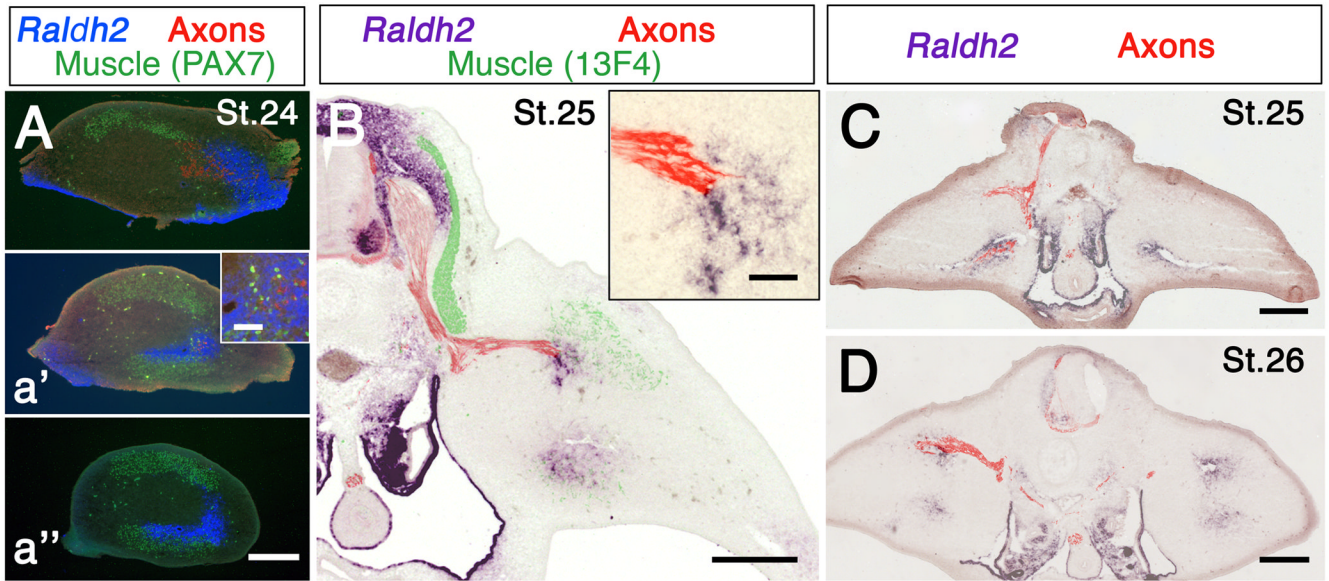 Raldh2 Axons
Muscle (PAX7)
Raldh2 Axons
Muscle (13F4)
Raldh2 Axons
A St.24
a'
a''
B St.25
C St.25
D St.26